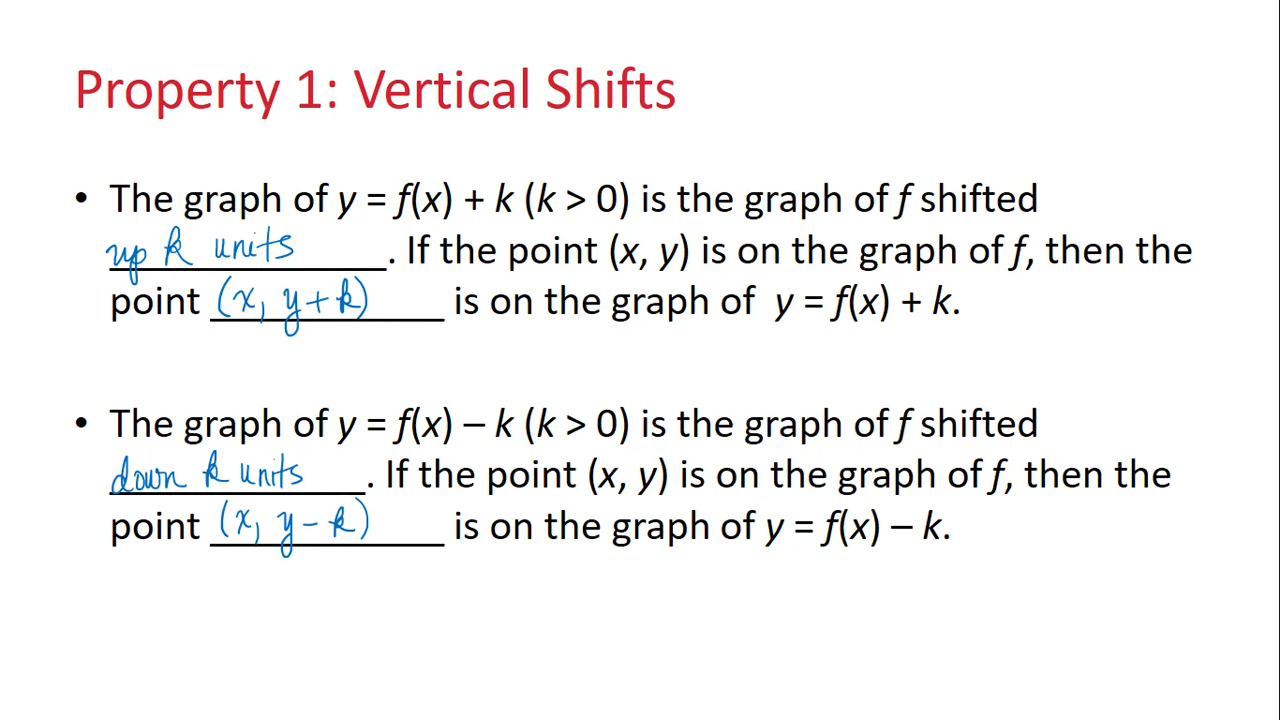 Property 1: Vertical Shifts
• The graph of y = f(x) + k (k > 0) is the graph of f shifted
up k units. If the point (x, y) is on the graph of f, then the
point (x, y+k) is on the graph of y = f(x) + k.
• The graph of y = f(x) – k (k > 0) is the graph of f shifted
down k units. If the point (x, y) is on the graph of f, then the
point (x, y-k) is on the graph of y = f(x) – k.